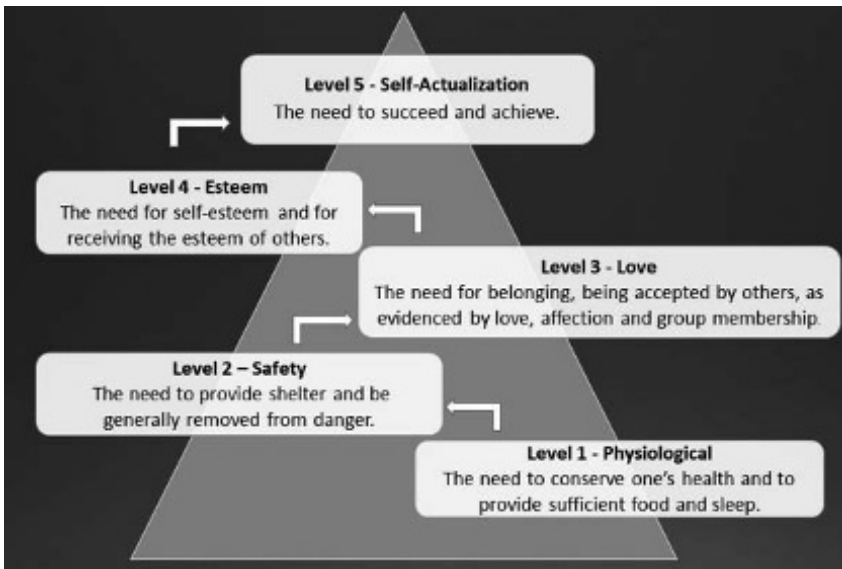 Level 5 - Self-Actualization
The need to succeed and achieve.
Level 4 - Esteem
The need for self-esteem and for
receiving the esteem of others.
Level 3 - Love
The need for belonging, being accepted by others, as
evidenced by love, affection and group membership.
Level 2 – Safety
The need to provide shelter and be
generally removed from danger.
Level 1 - Physiological
The need to conserve one's health and to
provide sufficient food and sleep.